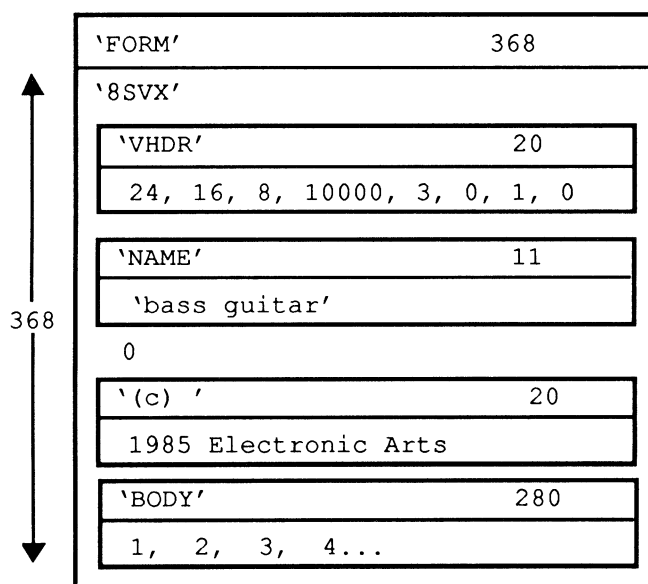 ‘FORM’ 368
‘8SVX’
‘VHDR’ 20
24, 16, 8, 10000, 3, 0, 1, 0
‘NAME’ 11
‘bass guitar’
368
0
‘(c) ’ 20
1985 Electronic Arts
‘BODY’ 280
1, 2, 3, 4...